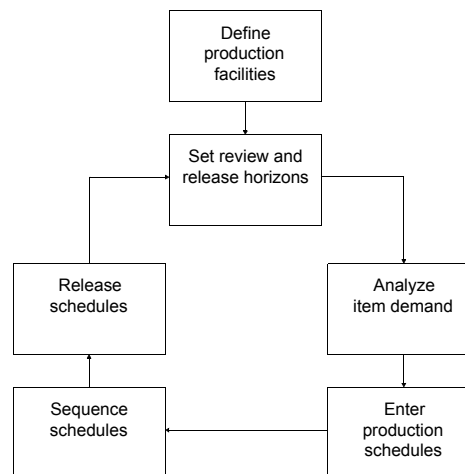 Define
production
facilities
Set review and
release horizons
Release
schedules
Analyze
item demand
Sequence
schedules
Enter
production
schedules